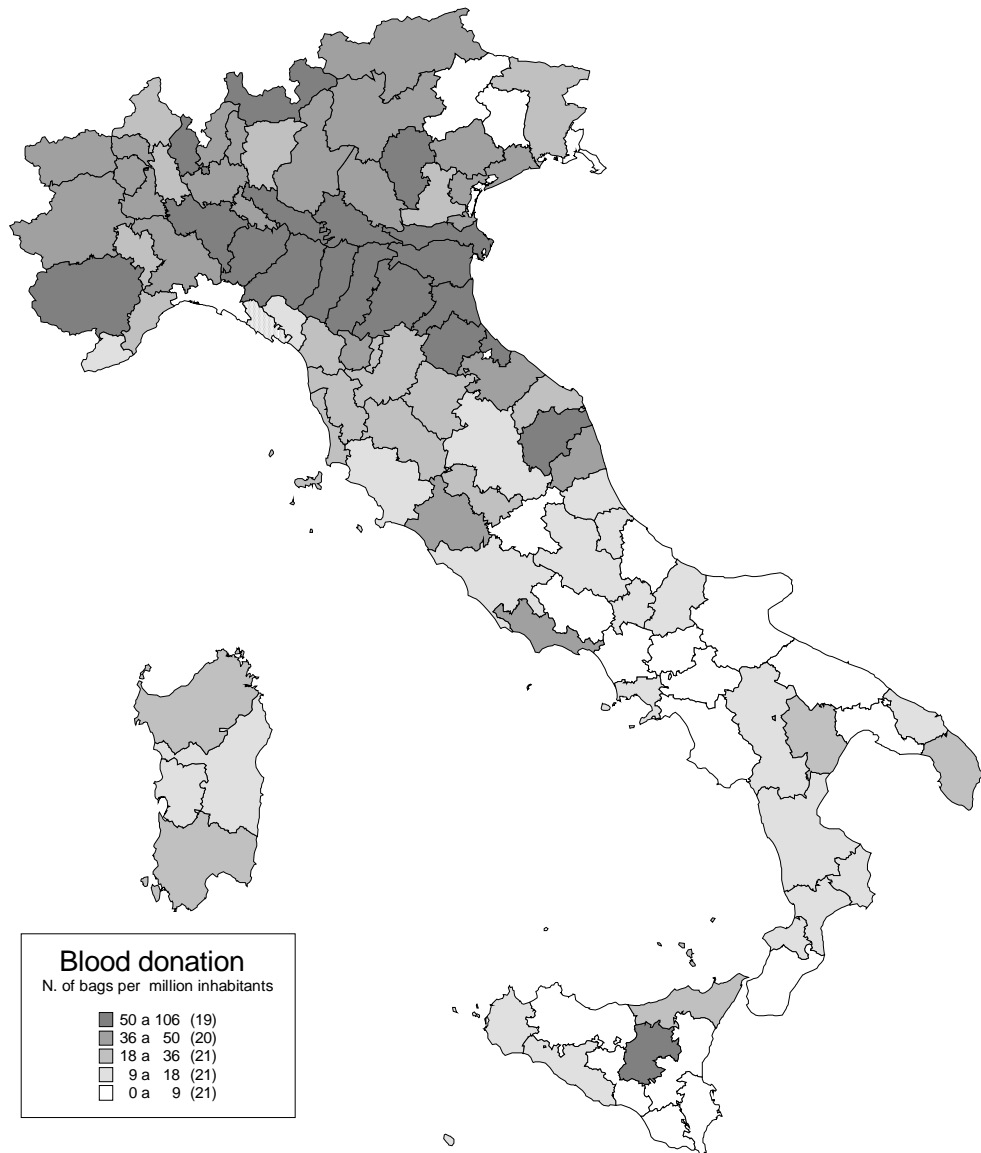 Blood donation
N. of bags per million inhabitants
50 a 106 (19)
36 a 50 (20)
18 a 36 (21)
9 a 18 (21)
0 a 9 (21)